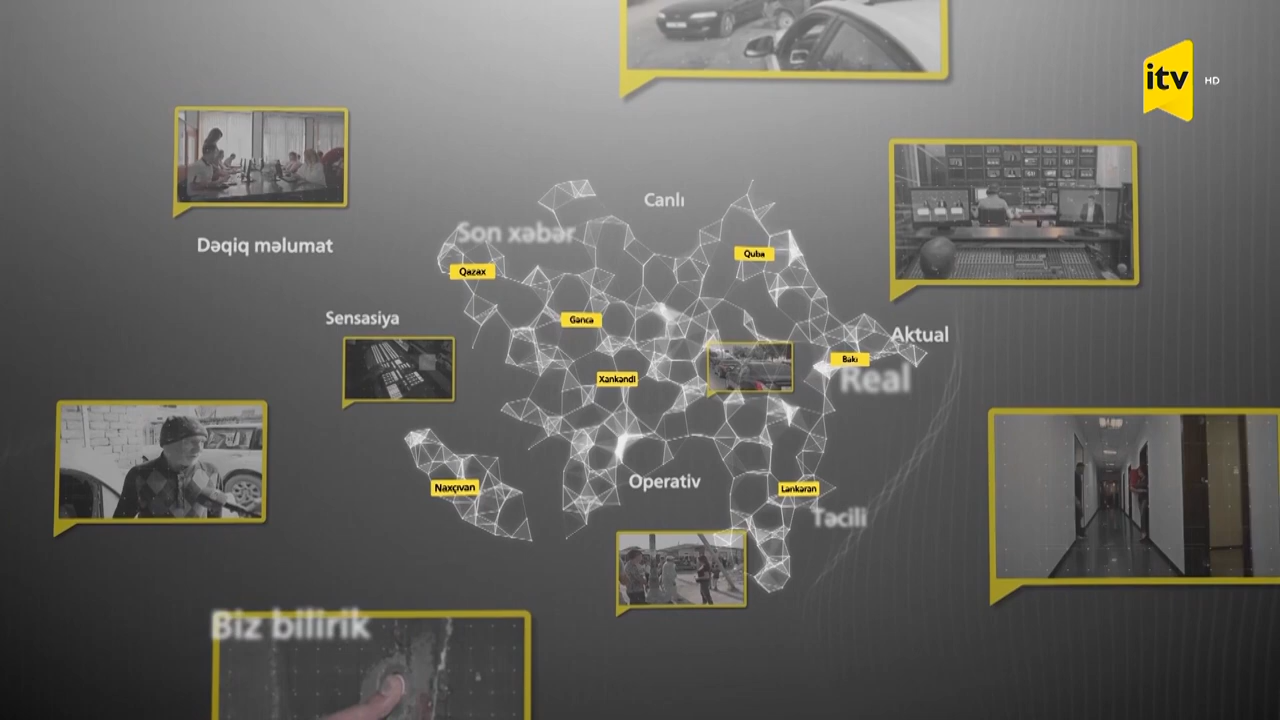 itv HD
Canlı
Son xəbər
Dəqiq məlumat
Quba
Qazax
Sensasiya
Gəncə
Aktual
Bakı
Real
Xankəndi
Operativ
Naxçıvan
Lənkəran
Təcili
Biz bilirik